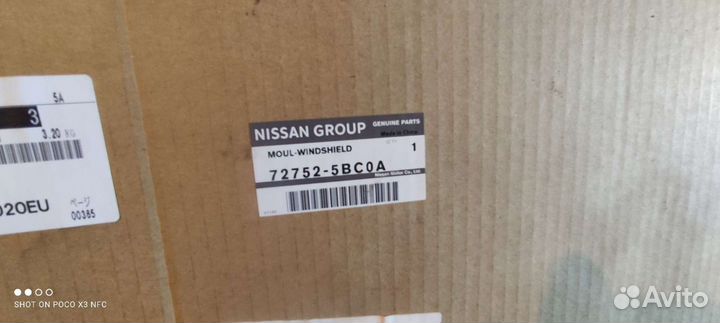 5A
3
3.20 KG
020EU
ページ
00385
NISSAN GROUP
GENUINE PARTS
Made in China
MOUL-WINDSHIELD
1
72752-5BC0A
Nissan Motor Co., Ltd.
SHOT ON POCO X3 NFC
Avito